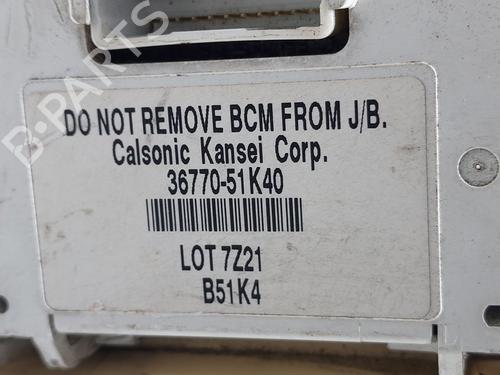 DO NOT REMOVE BCM FROM J/B.
Calsonic Kansei Corp.
36770-51K40
LOT 7Z21
B51K4
B-PARTS